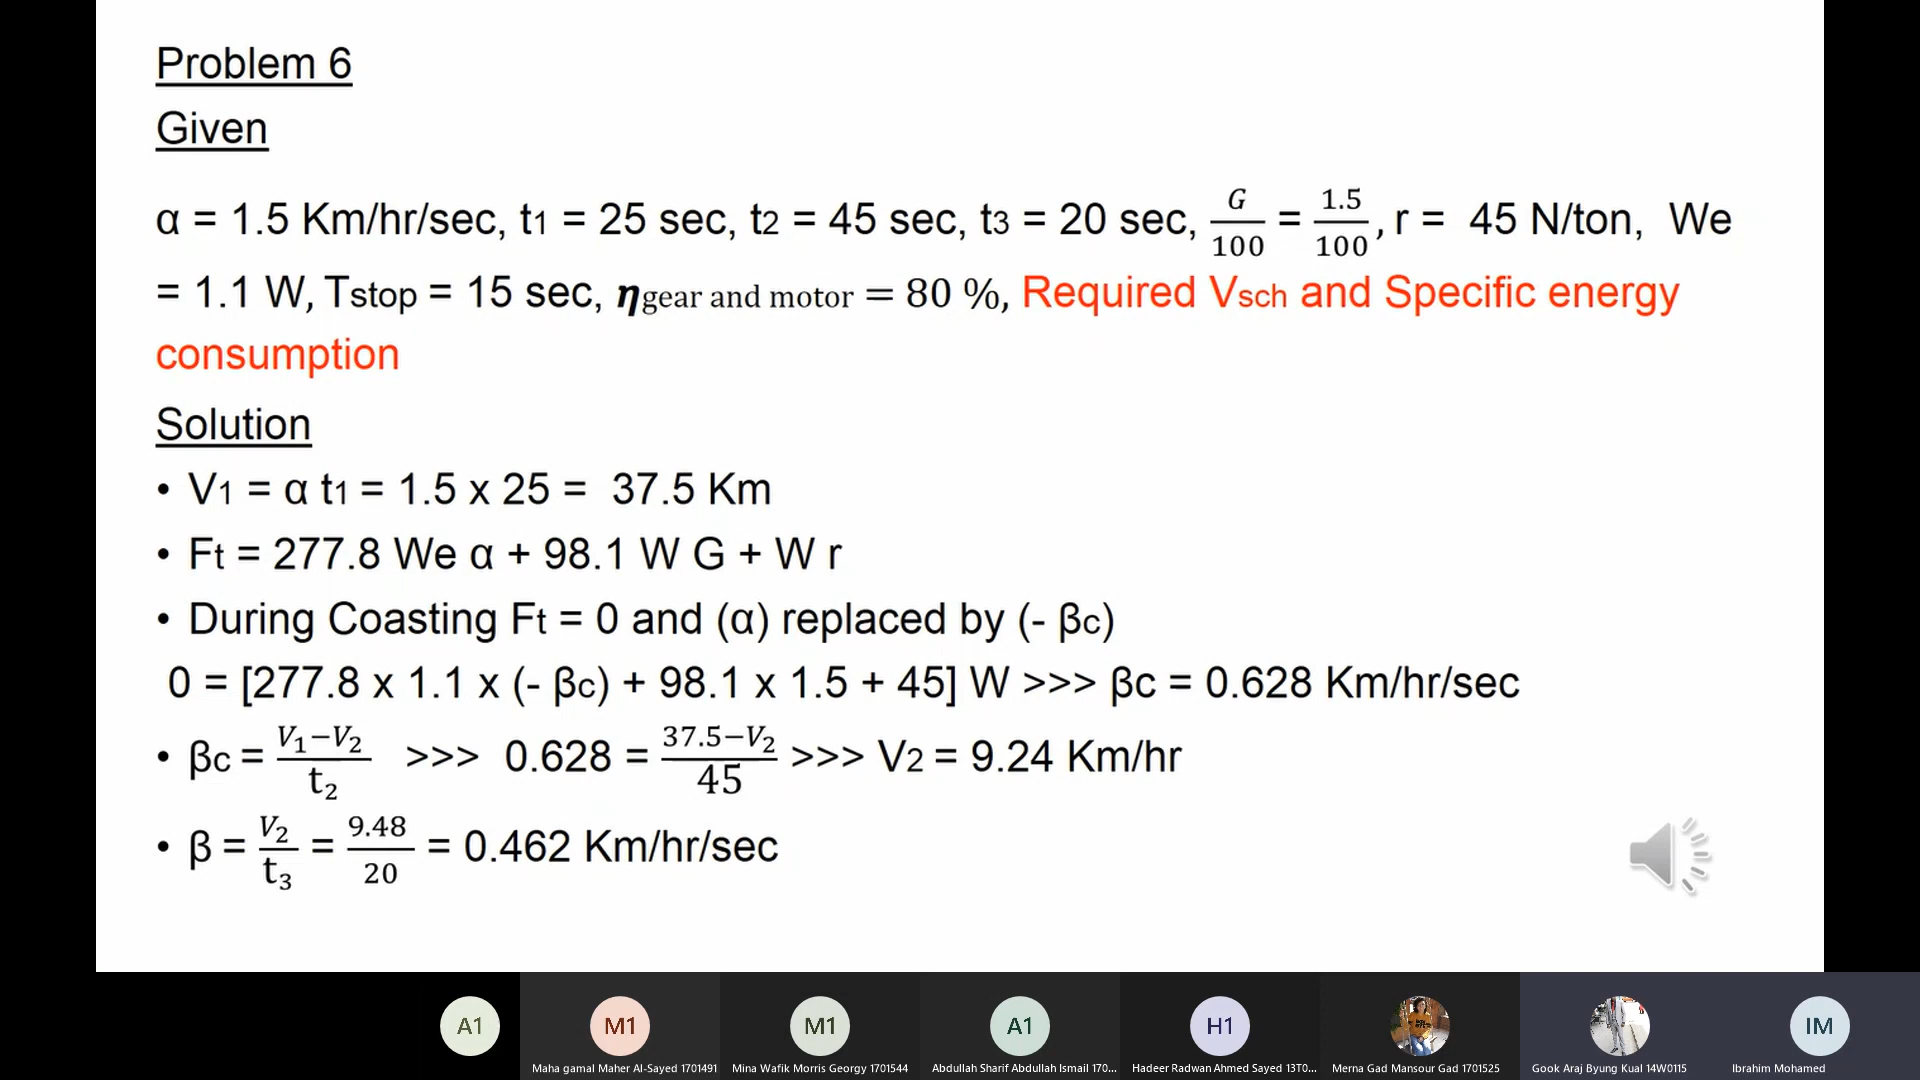 Problem 6
Given
α = 1.5 Km/hr/sec, t1 = 25 sec, t2 = 45 sec, t3 = 20 sec, G/100 = 1.5/100, r = 45 N/ton, We
= 1.1 W, Tstop = 15 sec, ηgear and motor = 80 %, Required Vsch and Specific energy
consumption
Solution
• V1 = α t1 = 1.5 x 25 = 37.5 Km
• Ft = 277.8 We α + 98.1 W G + W r
• During Coasting Ft = 0 and (α) replaced by (- βc)
0 = [277.8 x 1.1 x (- βc) + 98.1 x 1.5 + 45] W >>> βc = 0.628 Km/hr/sec
• βc = V1−V2/t2 >>> 0.628 = 37.5−V2/45 >>> V2 = 9.24 Km/hr
• β = V2/t3 = 9.48/20 = 0.462 Km/hr/sec
A1
M1
M1
A1
H1
IM
Maha gamal Maher Al-Sayed 1701491
Mina Wafik Morris Georgy 1701544
Abdullah Sharif Abdullah Ismail 170...
Hadeer Radwan Ahmed Sayed 13T0...
Merna Gad Mansour Gad 1701525
Gook Araj Byung Kual 14W0115
Ibrahim Mohamed